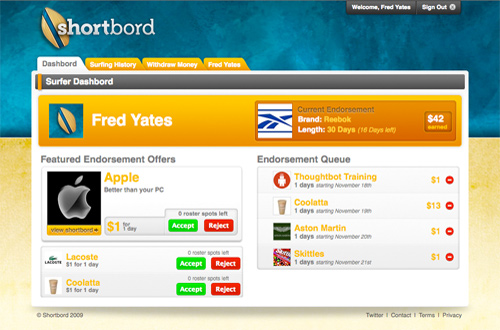 Welcome, Fred Yates
Sign Out
shortbord
Dashbord
Surfing History
Withdraw Money
Fred Yates
Surfer Dashbord
Fred Yates
Current Endorsement
Brand: Reebok
Length: 30 Days (16 Days left)
$42
earned
Featured Endorsement Offers
Apple
Better than your PC
view shortbord
$1 for
1 day
0 roster spots left
Accept
Reject
LACOSTE
Lacoste
$1 for 1 day
0 roster spots left
Accept
Reject
Coolatta
$1 for 1 day
0 roster spots left
Accept
Reject
Endorsement Queue
Thoughtbot Training
1 days starting November 18th
$1
Coolatta
1 days starting November 19th
$13
Aston Martin
1 days starting November 20th
$1
Skittles
1 days starting November 21st
$1
© Shortbord 2009
Twitter | Contact | Terms | Privacy